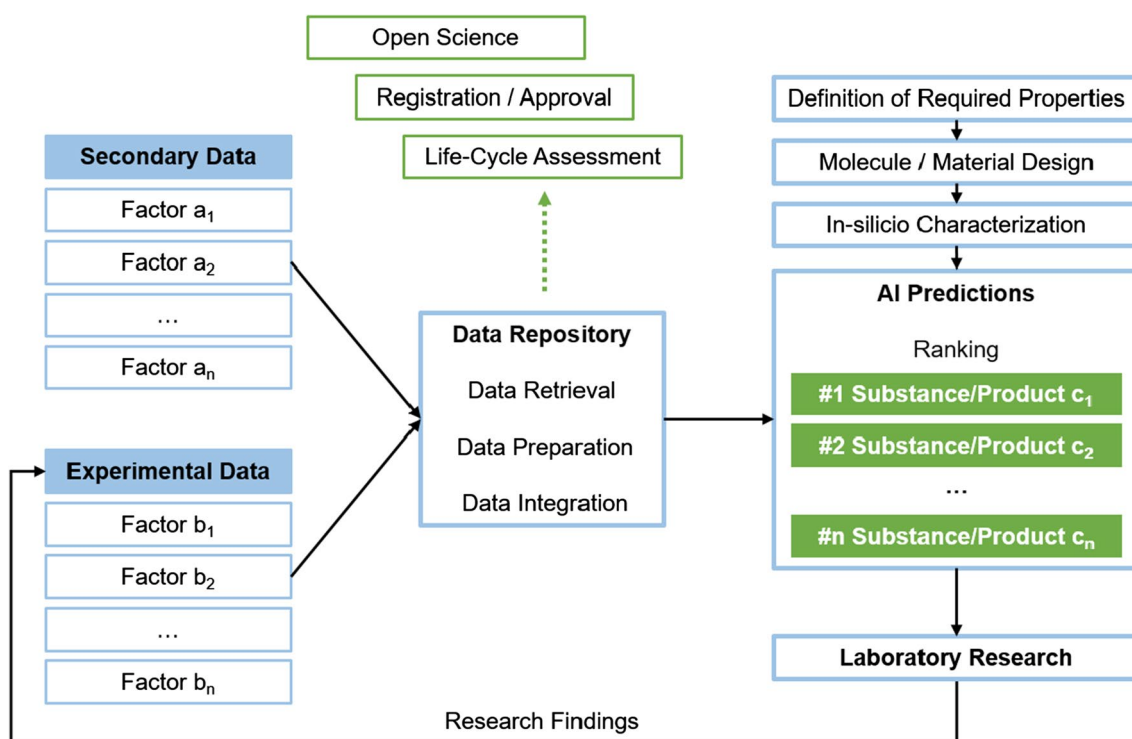 Open Science
Registration / Approval
Life-Cycle Assessment
Secondary Data
Factor a₁
Factor a₂
...
Factor aₙ
Experimental Data
Factor b₁
Factor b₂
...
Factor bₙ
Data Repository
Data Retrieval
Data Preparation
Data Integration
Definition of Required Properties
Molecule / Material Design
In-silicio Characterization
AI Predictions
Ranking
#1 Substance/Product c₁
#2 Substance/Product c₂
...
#n Substance/Product cₙ
Laboratory Research
Research Findings